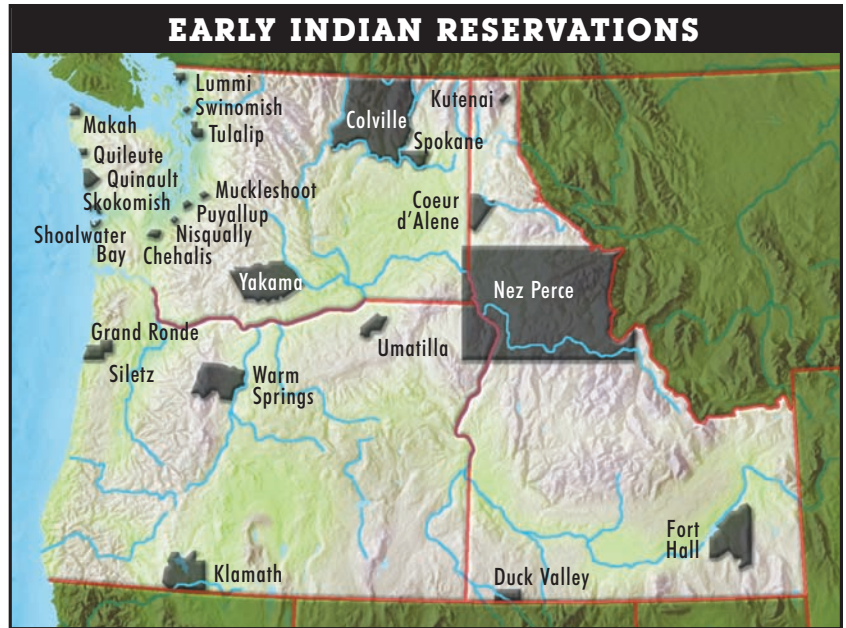 EARLY INDIAN RESERVATIONS
Lummi
Swinomish
Tulalip
Makah
Quileute
Quinault
Skokomish
Shoalwater
Bay
Chehalis
Nisqually
Puyallup
Muckleshoot
Colville
Spokane
Kutenai
Coeur
d'Alene
Yakama
Nez Perce
Grand Ronde
Siletz
Warm
Springs
Umatilla
Klamath
Duck Valley
Fort
Hall